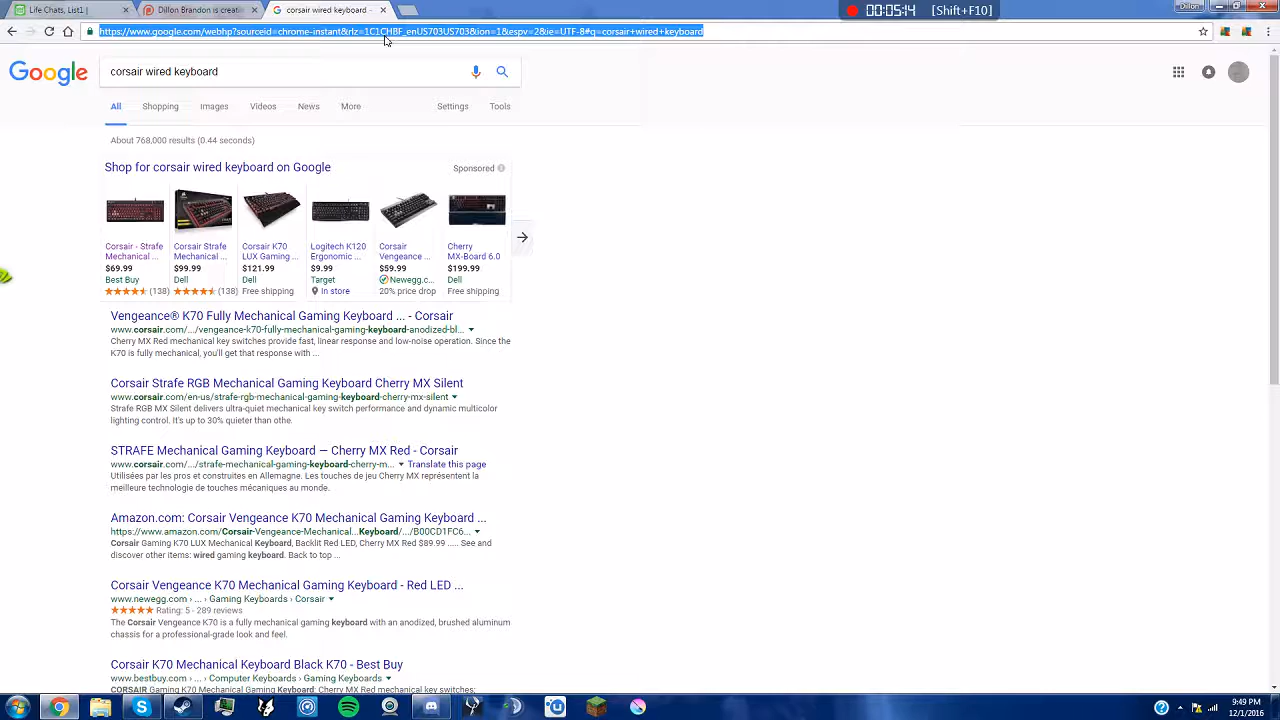 Life Chats, List1 |
Dillon Brandon is creati
corsair wired keyboard -
00:05:14 [Shift+F10]
Dillon
https://www.google.com/webhp?sourceid=chrome-instant&rlz=1C1CHBF_enUS703US703&ion=1&espv=2&ie=UTF-8#q=corsair+wired+keyboard
Google
corsair wired keyboard
All Shopping Images Videos News More Settings Tools
About 768,000 results (0.44 seconds)
Shop for corsair wired keyboard on Google
Sponsored
Corsair - Strafe Mechanical ...
$69.99
Best Buy
(138)
Corsair Strafe Mechanical ...
$99.99
Dell
(138)
Corsair K70 LUX Gaming ...
$121.99
Dell
Free shipping
Logitech K120 Ergonomic ...
$9.99
Target
In store
Corsair Vengeance ...
$59.99
Newegg.c...
20% price drop
Cherry MX-Board 6.0
$199.99
Dell
Free shipping
Vengeance® K70 Fully Mechanical Gaming Keyboard ... - Corsair
www.corsair.com/.../vengeance-k70-fully-mechanical-gaming-keyboard-anodized-bl...
Cherry MX Red mechanical key switches provide fast, linear response and low-noise operation. Since the
K70 is fully mechanical, you'll get that response with ...
Corsair Strafe RGB Mechanical Gaming Keyboard Cherry MX Silent
www.corsair.com/en-us/strafe-rgb-mechanical-gaming-keyboard-cherry-mx-silent
Strafe RGB MX Silent delivers ultra-quiet mechanical key switch performance and dynamic multicolor
lighting control. It's up to 30% quieter than othe.
STRAFE Mechanical Gaming Keyboard — Cherry MX Red - Corsair
www.corsair.com/.../strafe-mechanical-gaming-keyboard-cherry-m... Translate this page
Utilisées par les pros et construites en Allemagne. Les touches de jeu Cherry MX représentent la
meilleure technologie de touches mécaniques au monde.
Amazon.com: Corsair Vengeance K70 Mechanical Gaming Keyboard ...
https://www.amazon.com/Corsair-Vengeance-Mechanical...Keyboard/.../B00CD1FC6...
Corsair Gaming K70 LUX Mechanical Keyboard, Backlit Red LED, Cherry MX Red $89.99 ..... See and
discover other items: wired gaming keyboard. Back to top ...
Corsair Vengeance K70 Mechanical Gaming Keyboard - Red LED ...
www.newegg.com › ... › Gaming Keyboards › Corsair
Rating: 5 - 289 reviews
The Corsair Vengeance K70 is a fully mechanical gaming keyboard with an anodized, brushed aluminum
chassis for a professional-grade look and feel.
Corsair K70 Mechanical Keyboard Black K70 - Best Buy
www.bestbuy.com › ... › Computer Keyboards › Gaming Keyboards
CORSAIR Gaming K70 Mechanical Gaming Keyboard: Cherry MX Red mechanical key switches:
9:49 PM
12/1/2016